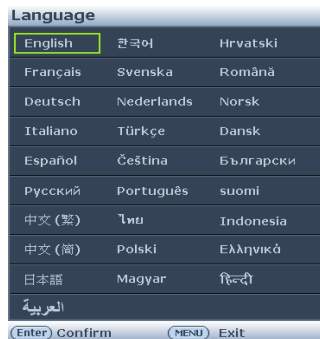 Language
English 한국어 Hrvatski
Français Svenska Română
Deutsch Nederlands Norsk
Italiano Türkçe Dansk
Español Čeština Български
Русский Português suomi
中文 (繁) ไทย Indonesia
中文 (简) Polski Ελληνικά
日本語 Magyar हिन्दी
العربية
Enter Confirm MENU Exit